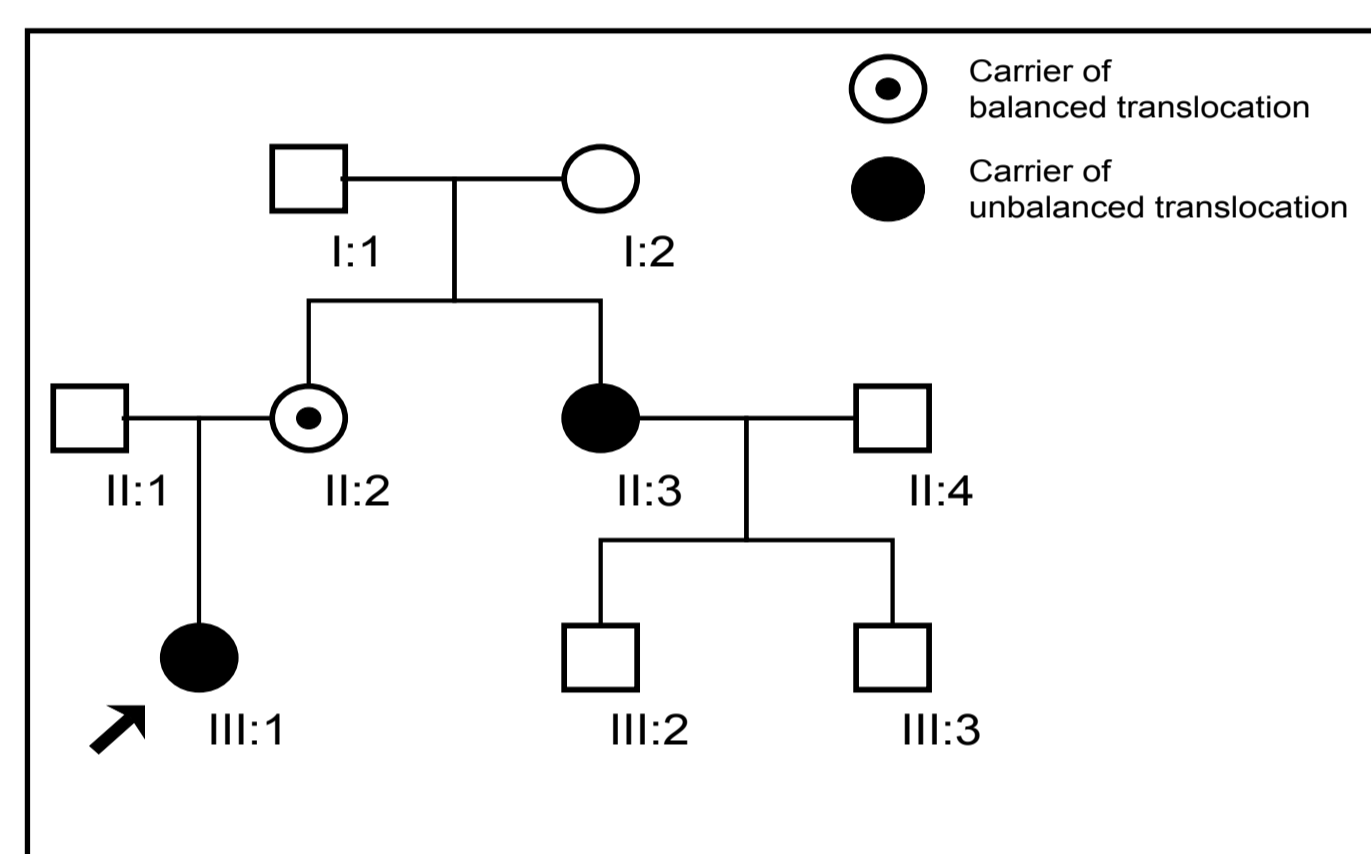 Carrier of
balanced translocation
Carrier of
unbalanced translocation
I:1
I:2
II:1
II:2
II:3
II:4
III:1
III:2
III:3